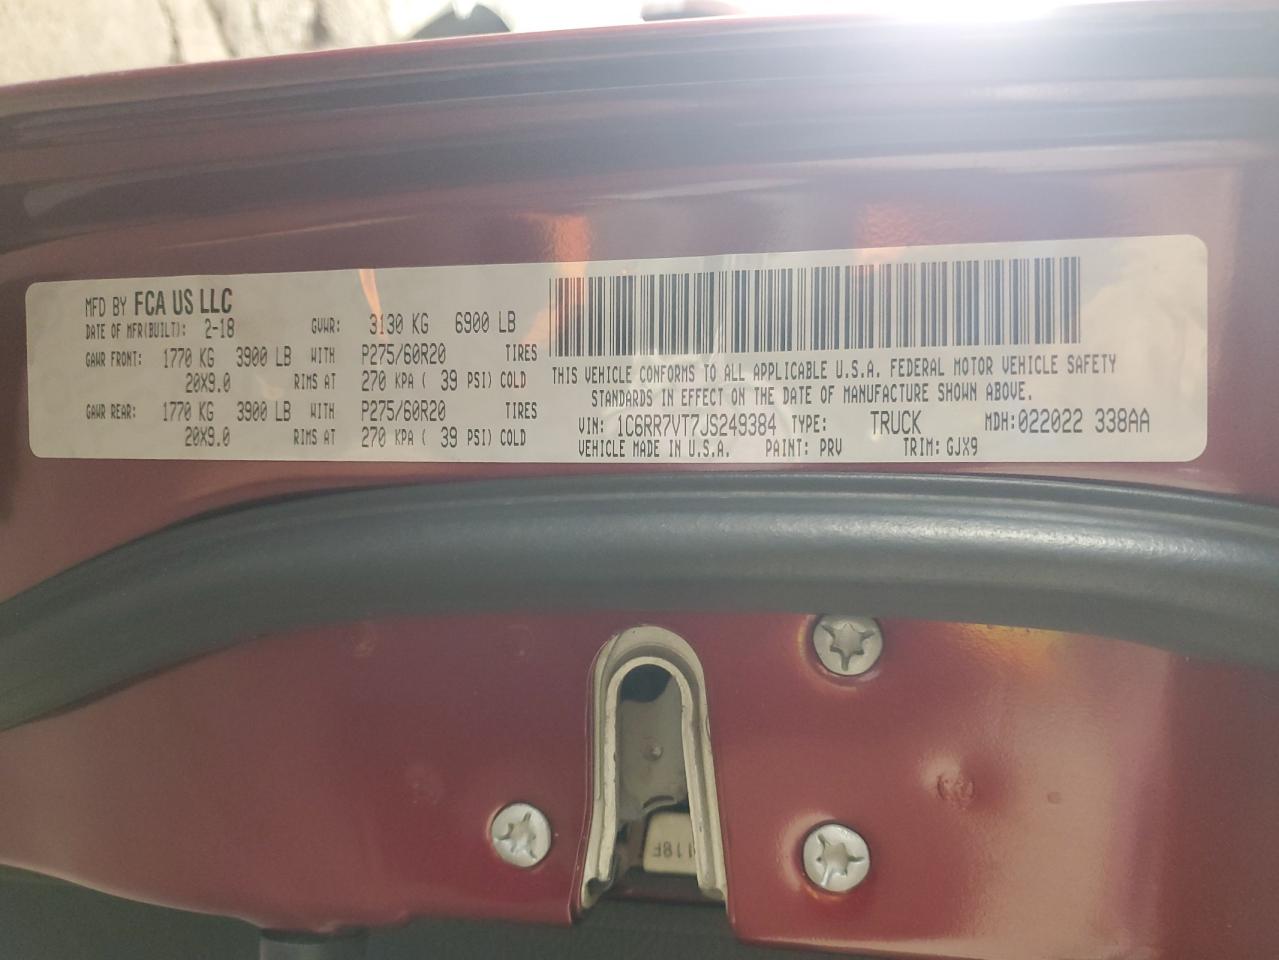 MFD BY FCA US LLC
DATE OF MFR(BUILT): 2-18 GVWR: 3130 KG 6900 LB
GAWR FRONT: 1770 KG 3900 LB WITH P275/60R20 TIRES
20X9.0 RIMS AT 270 KPA ( 39 PSI) COLD
GAWR REAR: 1770 KG 3900 LB WITH P275/60R20 TIRES
20X9.0 RIMS AT 270 KPA ( 39 PSI) COLD
THIS VEHICLE CONFORMS TO ALL APPLICABLE U.S.A. FEDERAL MOTOR VEHICLE SAFETY
STANDARDS IN EFFECT ON THE DATE OF MANUFACTURE SHOWN ABOVE.
VIN: 1C6RR7VT7JS249384 TYPE: TRUCK MDH:022022 338AA
VEHICLE MADE IN U.S.A. PAINT: PRV TRIM: GJX9